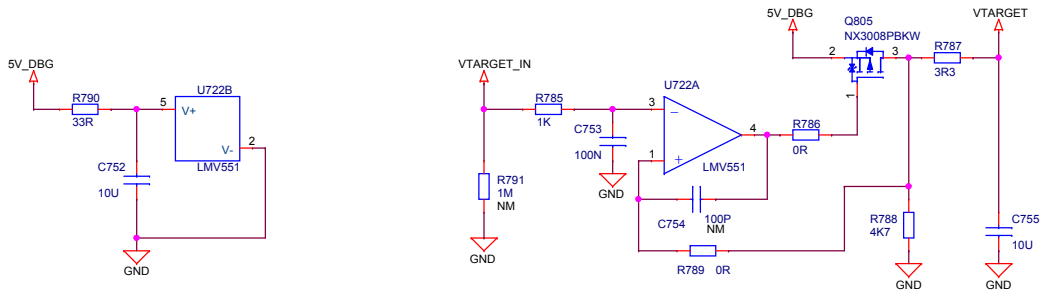 5V_DBG
R790
33R
C752
10U
5
U722B
V+
V-
2
LMV551
GND
VTARGET_IN
R785
1K
R791
1M
NM
GND
C753
100N
GND
U722A
3
1
4
LMV551
C754
100P
NM
R789
0R
R786
0R
5V_DBG
Q805
NX3008PBKW
2
3
1
R787
3R3
VTARGET
R788
4K7
GND
C755
10U
GND